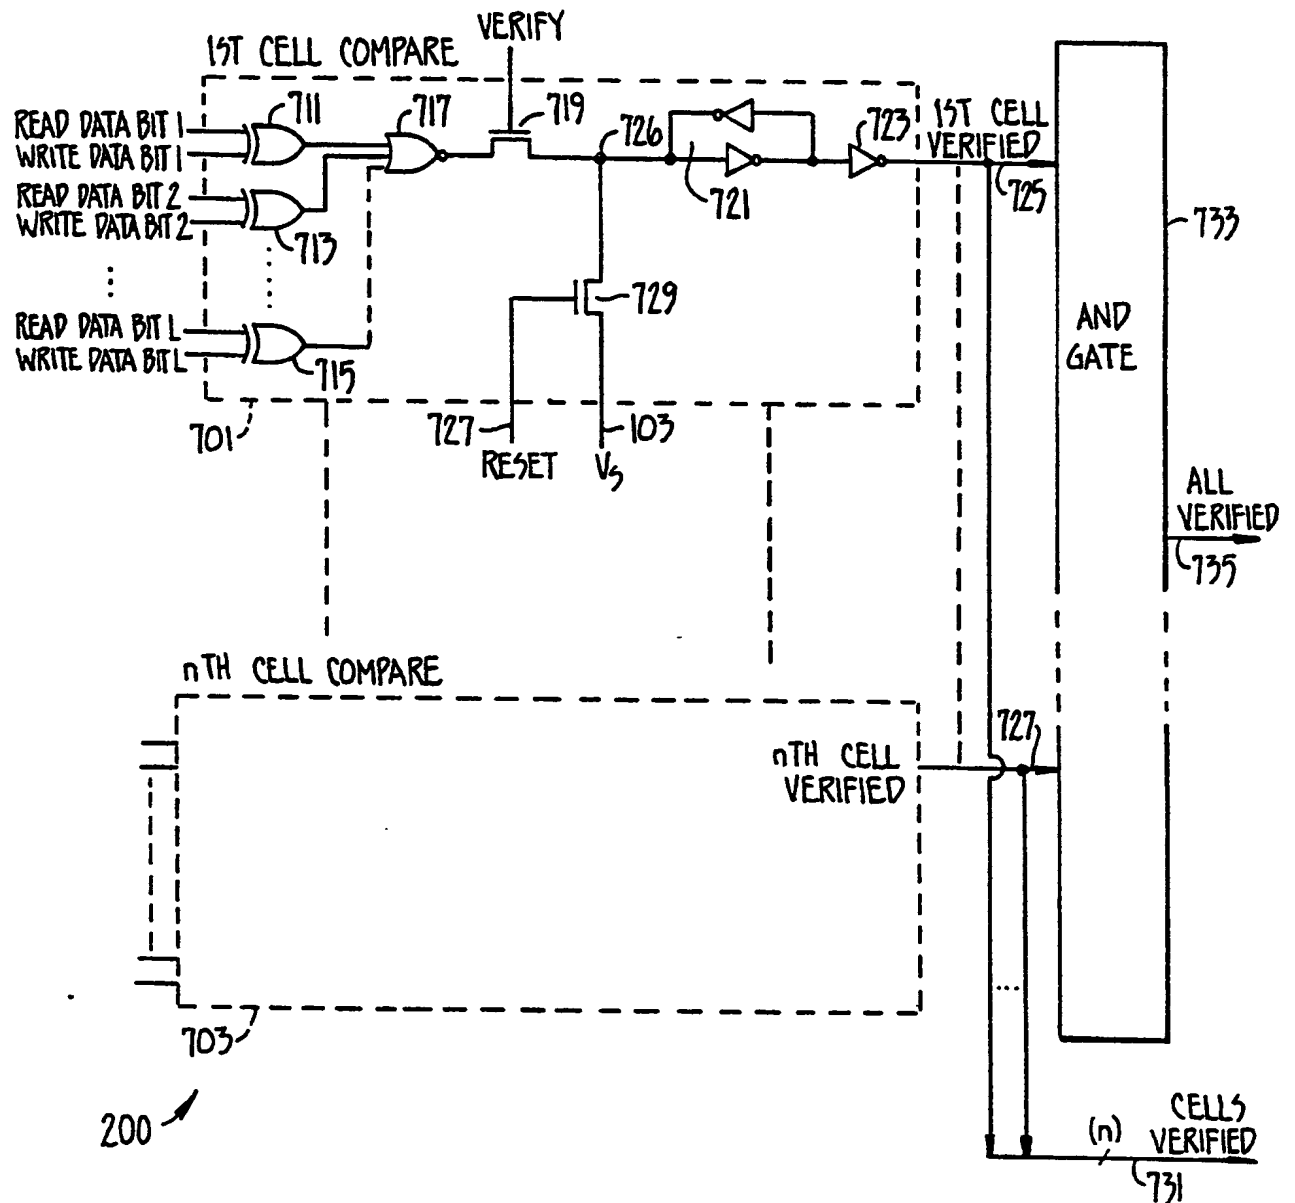 VERIFY
1ST CELL COMPARE
711
717
719
726
723
1ST CELL
VERIFIED
READ DATA BIT 1
WRITE DATA BIT 1
READ DATA BIT 2
WRITE DATA BIT 2
713
721
725
733
729
AND
GATE
READ DATA BIT L
WRITE DATA BIT L
715
701
727
103
RESET
VS
ALL
VERIFIED
735
nTH CELL COMPARE
727
nTH CELL
VERIFIED
703
200
(n)
CELLS
VERIFIED
731